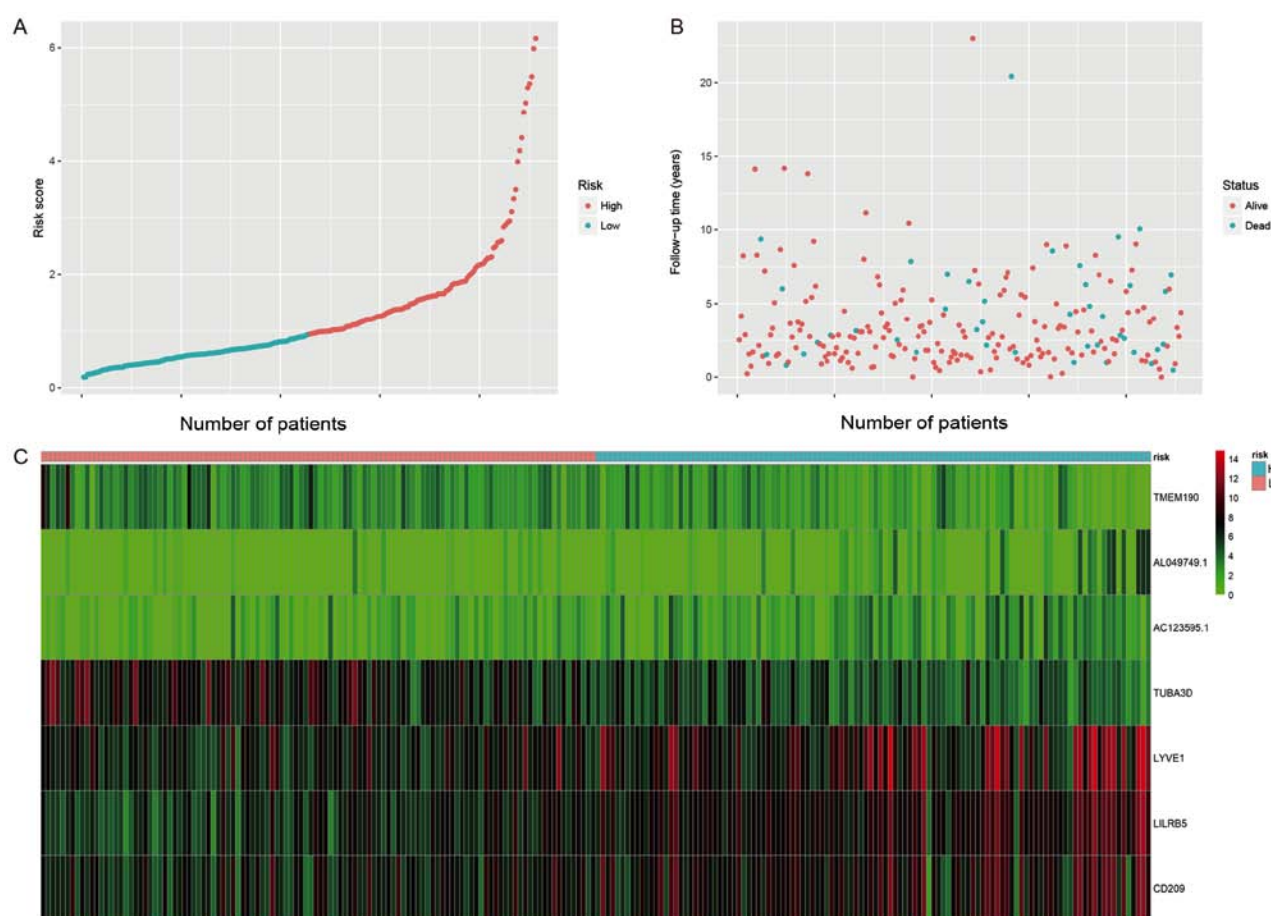 A
6
4
2
0
Risk score
Number of patients
Risk
High
Low
B
20
15
10
5
0
Follow-up time (years)
Number of patients
Status
Alive
Dead
C
risk
TMEM190
AL049749.1
AC123595.1
TUBA3D
LYVE1
LILRB5
CD209
14
12
10
8
6
4
2
0
risk
H
L